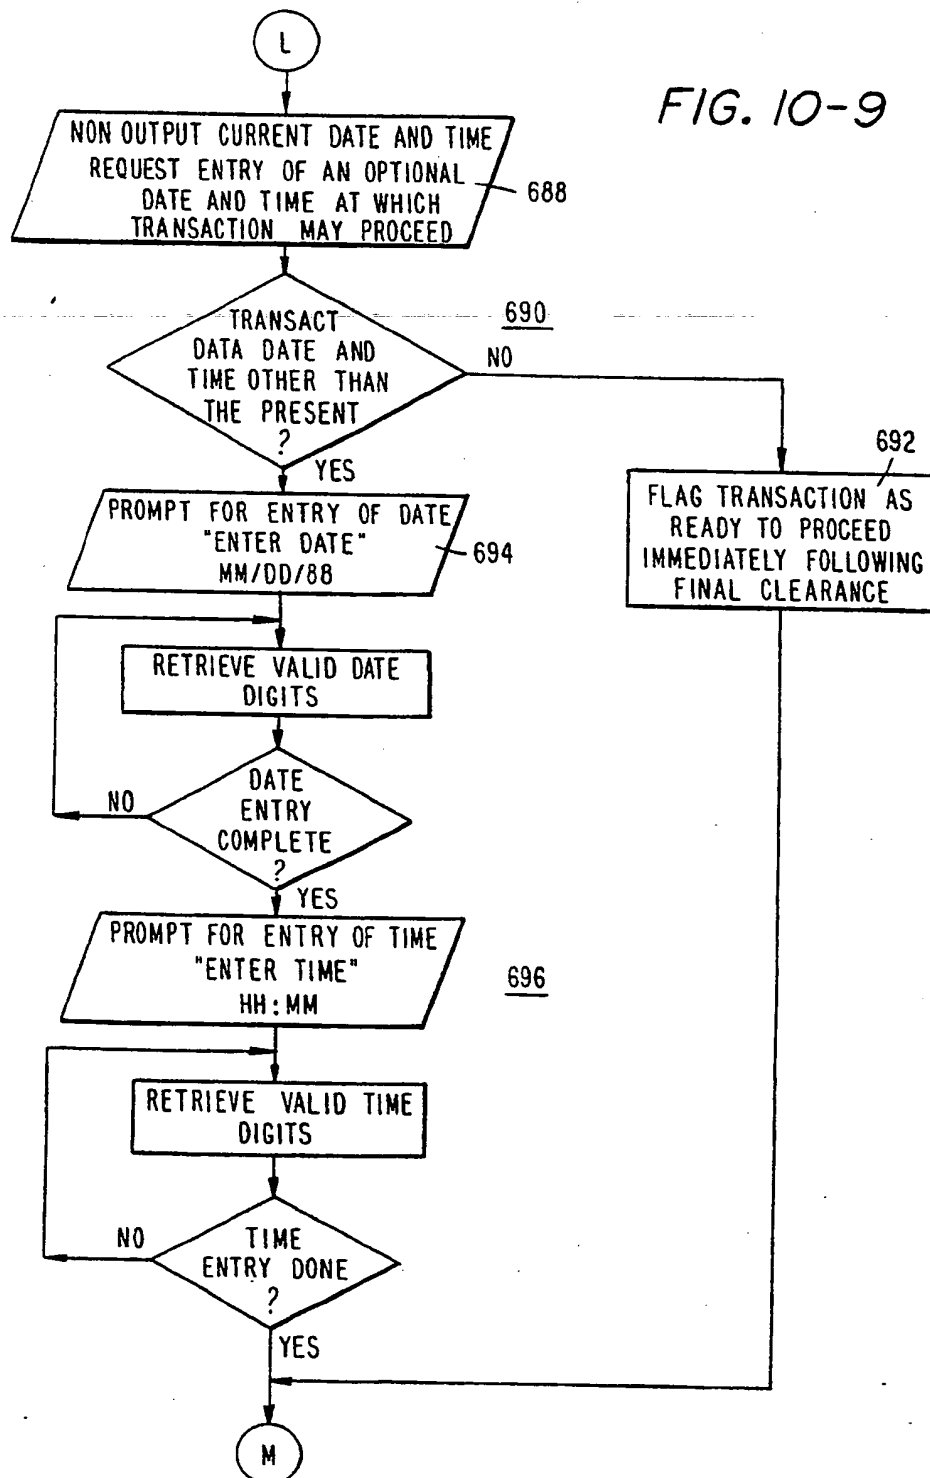 L
FIG. 10-9
NON OUTPUT CURRENT DATE AND TIME
REQUEST ENTRY OF AN OPTIONAL
DATE AND TIME AT WHICH
TRANSACTION MAY PROCEED
688
TRANSACT
DATA DATE AND
TIME OTHER THAN
THE PRESENT
?
690
NO
YES
692
FLAG TRANSACTION AS
READY TO PROCEED
IMMEDIATELY FOLLOWING
FINAL CLEARANCE
PROMPT FOR ENTRY OF DATE
"ENTER DATE"
MM/DD/88
694
RETRIEVE VALID DATE
DIGITS
DATE
ENTRY
COMPLETE
?
NO
YES
PROMPT FOR ENTRY OF TIME
"ENTER TIME"
HH:MM
696
RETRIEVE VALID TIME
DIGITS
TIME
ENTRY DONE
?
NO
YES
M